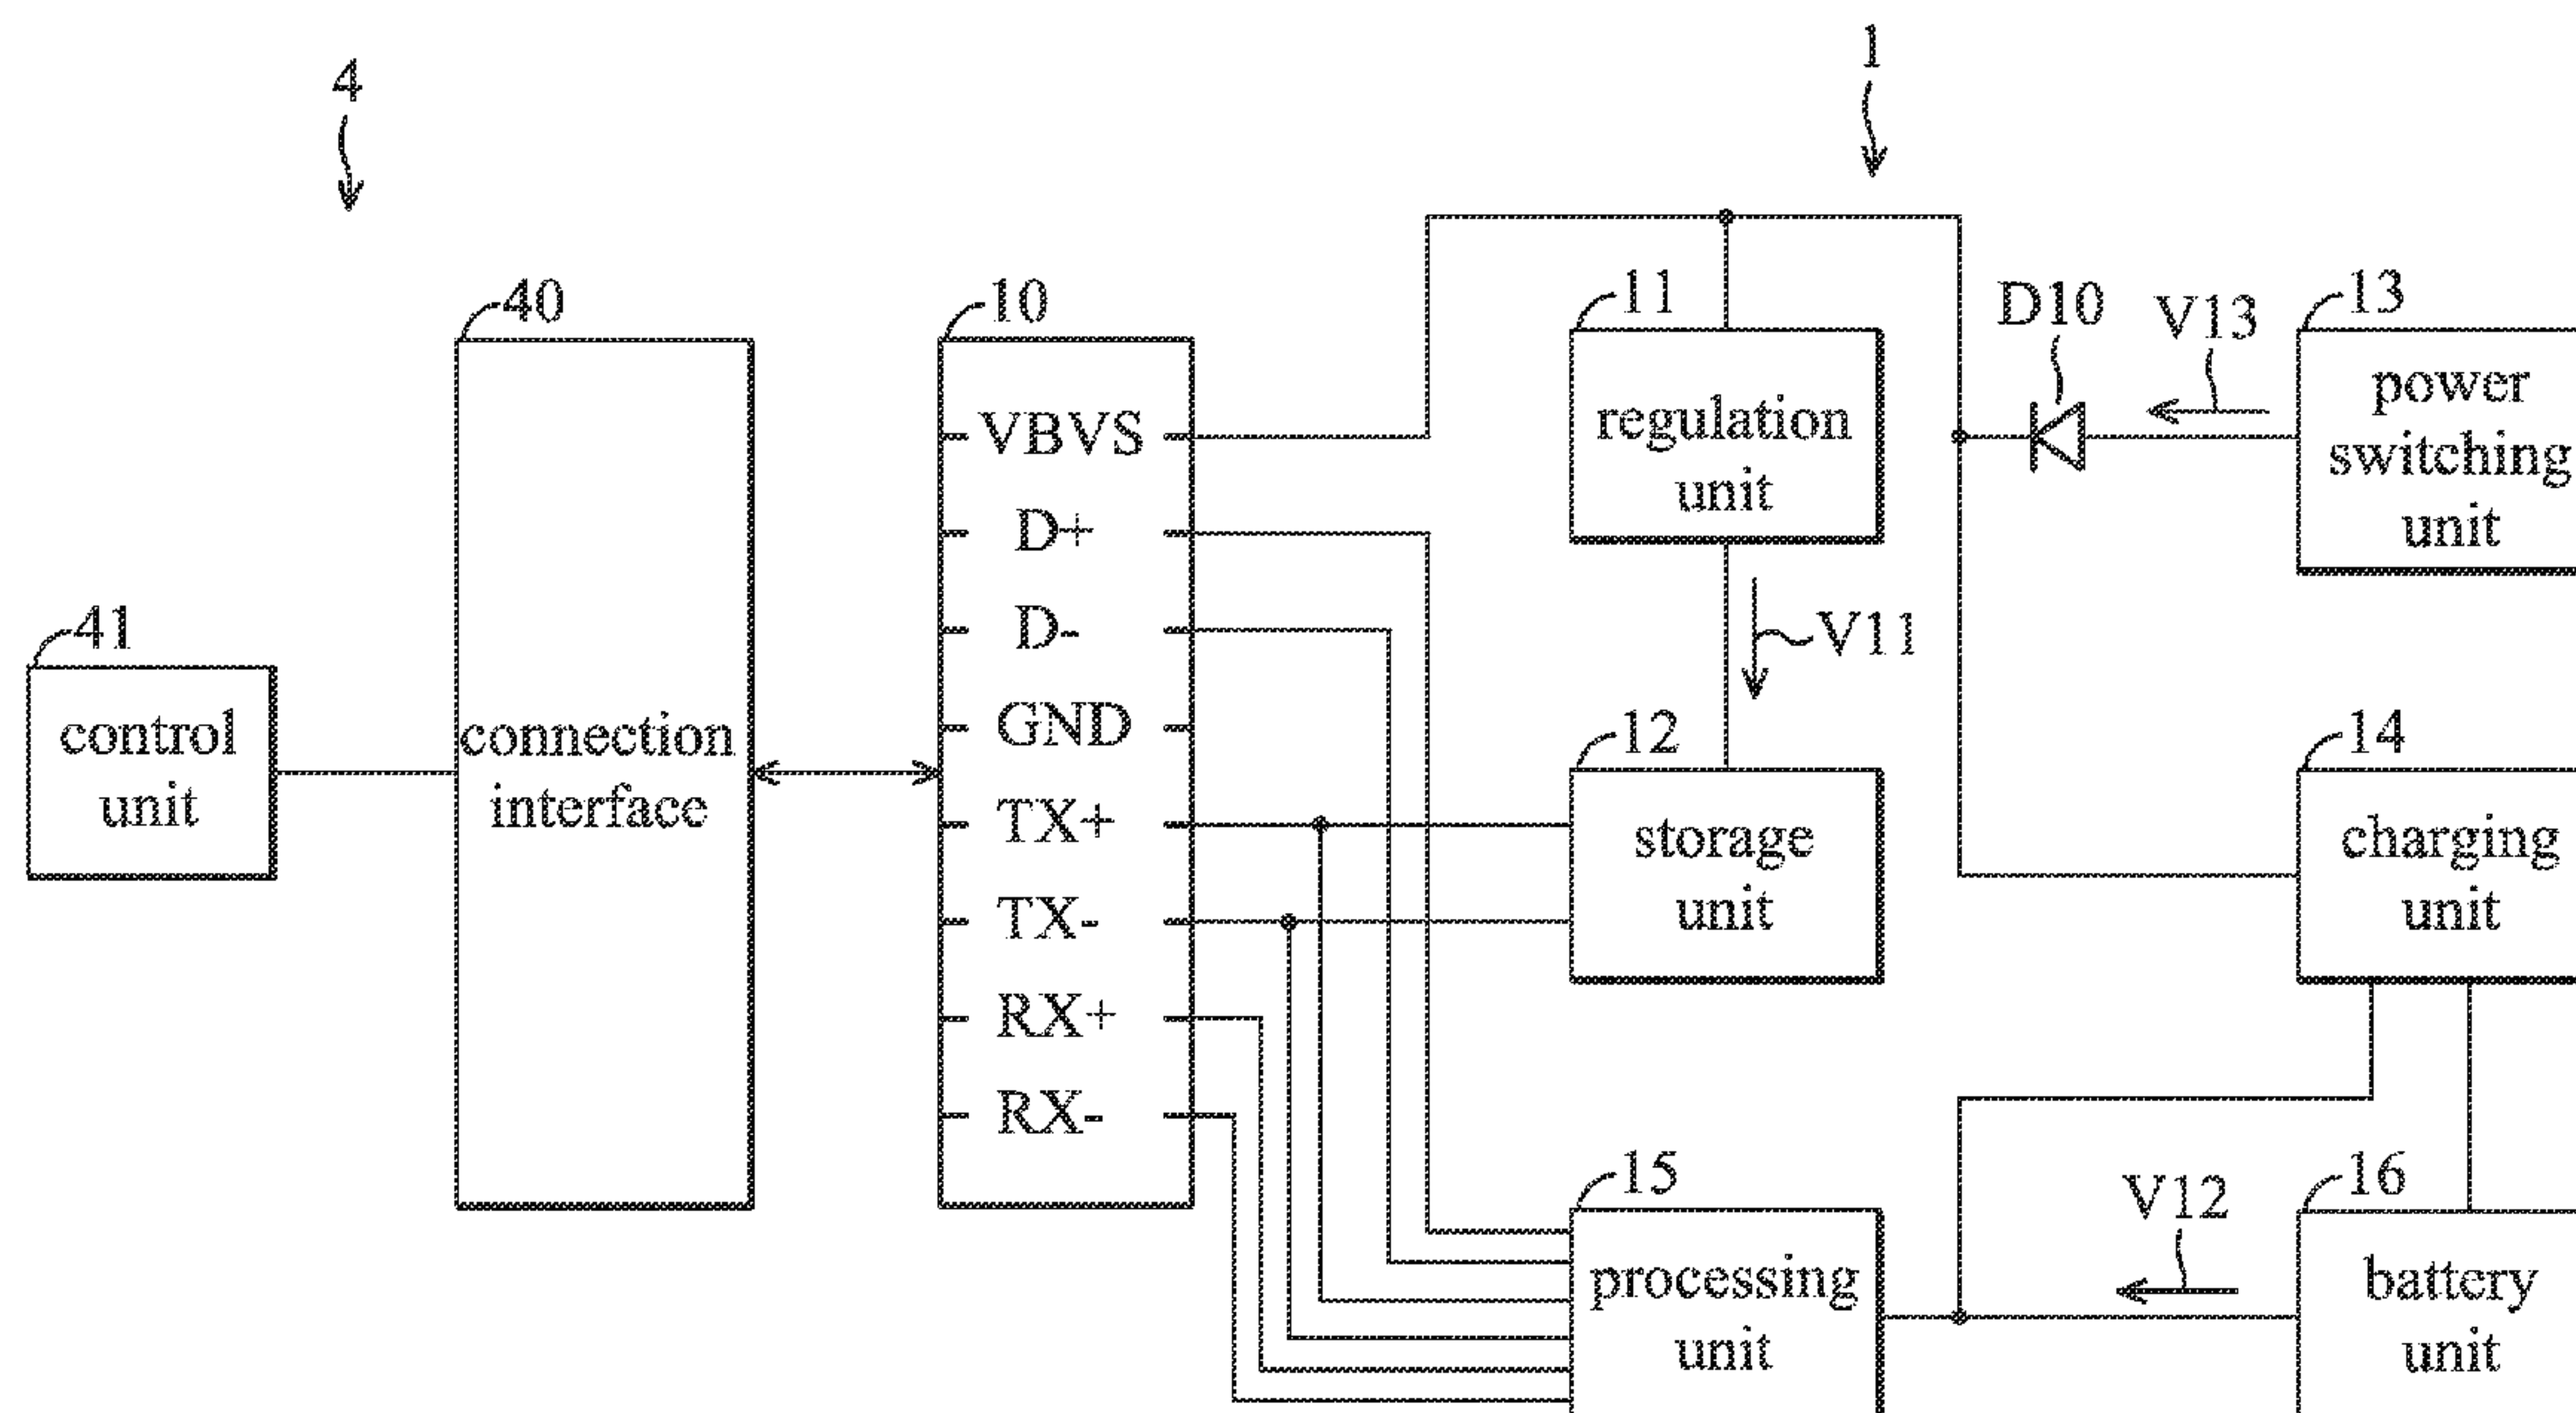 4
1
40
10
11
D10
V13
13
VBVS
regulation
unit
power
switching
unit
D+
41
D-
V11
control
unit
connection
interface
GND
12
14
TX+
storage
unit
charging
unit
TX-
RX+
RX-
15
V12
16
processing
unit
battery
unit